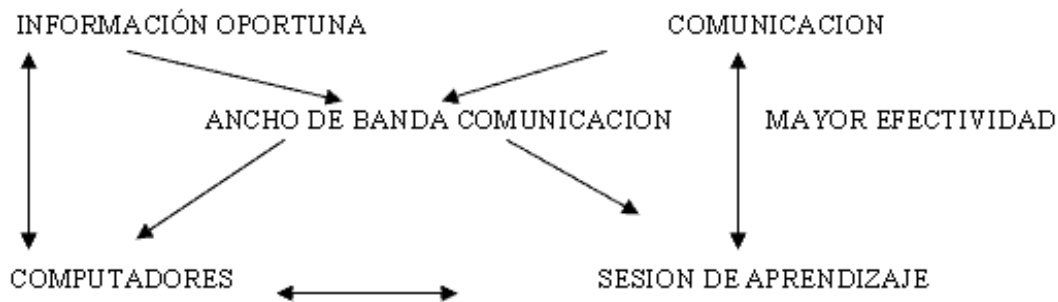 INFORMACIÓN OPORTUNA
COMUNICACION
ANCHO DE BANDA COMUNICACION
MAYOR EFECTIVIDAD
COMPUTADORES
SESION DE APRENDIZAJE